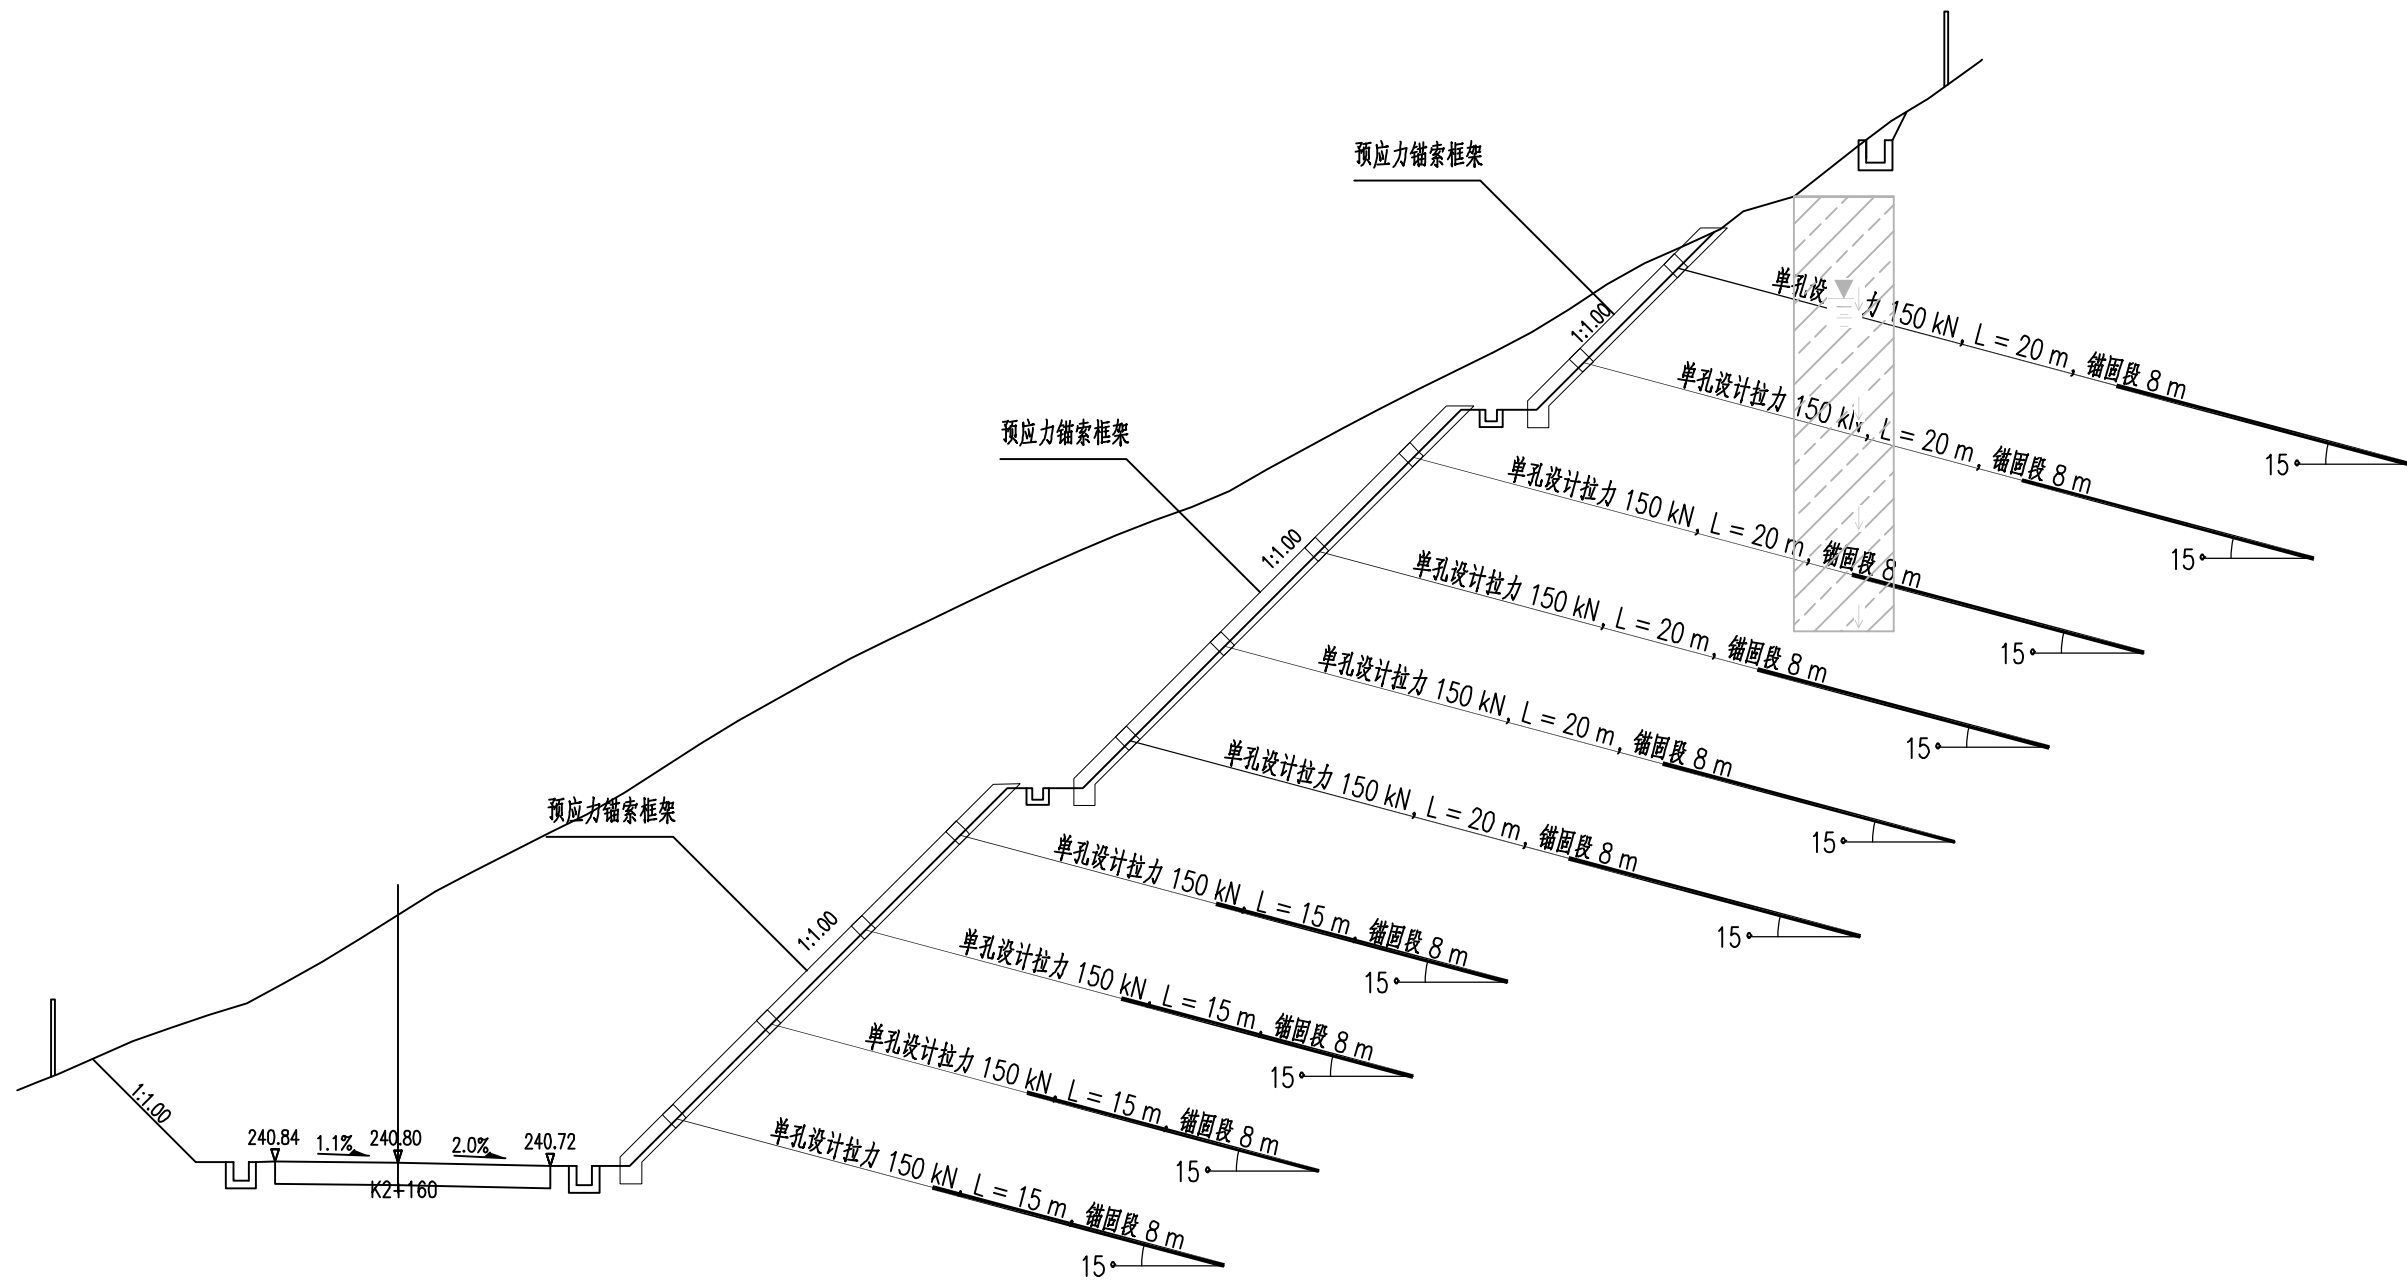 预应力锚索框架
1:1.00
单孔设 力 150 kN, L = 20 m, 锚固段 8 m
15°
单孔设计拉力 150 kN, L = 20 m, 锚固段 8 m
15°
预应力锚索框架
1:1.00
单孔设计拉力 150 kN, L = 20 m, 锚固段 8 m
15°
单孔设计拉力 150 kN, L = 20 m, 锚固段 8 m
15°
单孔设计拉力 150 kN, L = 20 m, 锚固段 8 m
15°
单孔设计拉力 150 kN, L = 20 m, 锚固段 8 m
15°
预应力锚索框架
1:1.00
单孔设计拉力 150 kN, L = 15 m, 锚固段 8 m
15°
单孔设计拉力 150 kN, L = 15 m, 锚固段 8 m
15°
单孔设计拉力 150 kN, L = 15 m, 锚固段 8 m
15°
单孔设计拉力 150 kN, L = 15 m, 锚固段 8 m
15°
1:1.00
240.84 1.1% 240.80 2.0% 240.72
K2+160